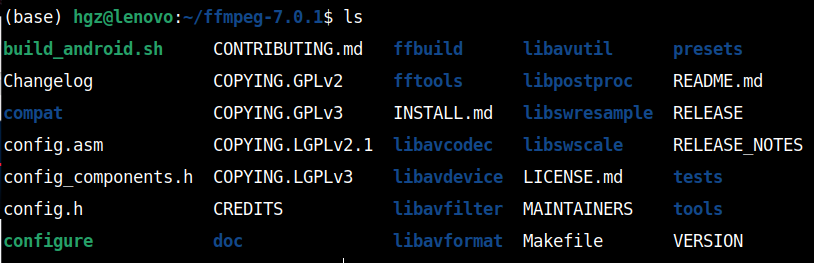 (base) hgz@lenovo:~/ffmpeg-7.0.1$ ls
build_android.sh CONTRIBUTING.md ffbuild libavutil presets
Changelog COPYING.GPLv2 fftools libpostproc README.md
compat COPYING.GPLv3 INSTALL.md libswresample RELEASE
config.asm COPYING.LGPLv2.1 libavcodec libswscale RELEASE_NOTES
config_components.h COPYING.LGPLv3 libavdevice LICENSE.md tests
config.h CREDITS libavfilter MAINTAINERS tools
configure doc libavformat Makefile VERSION